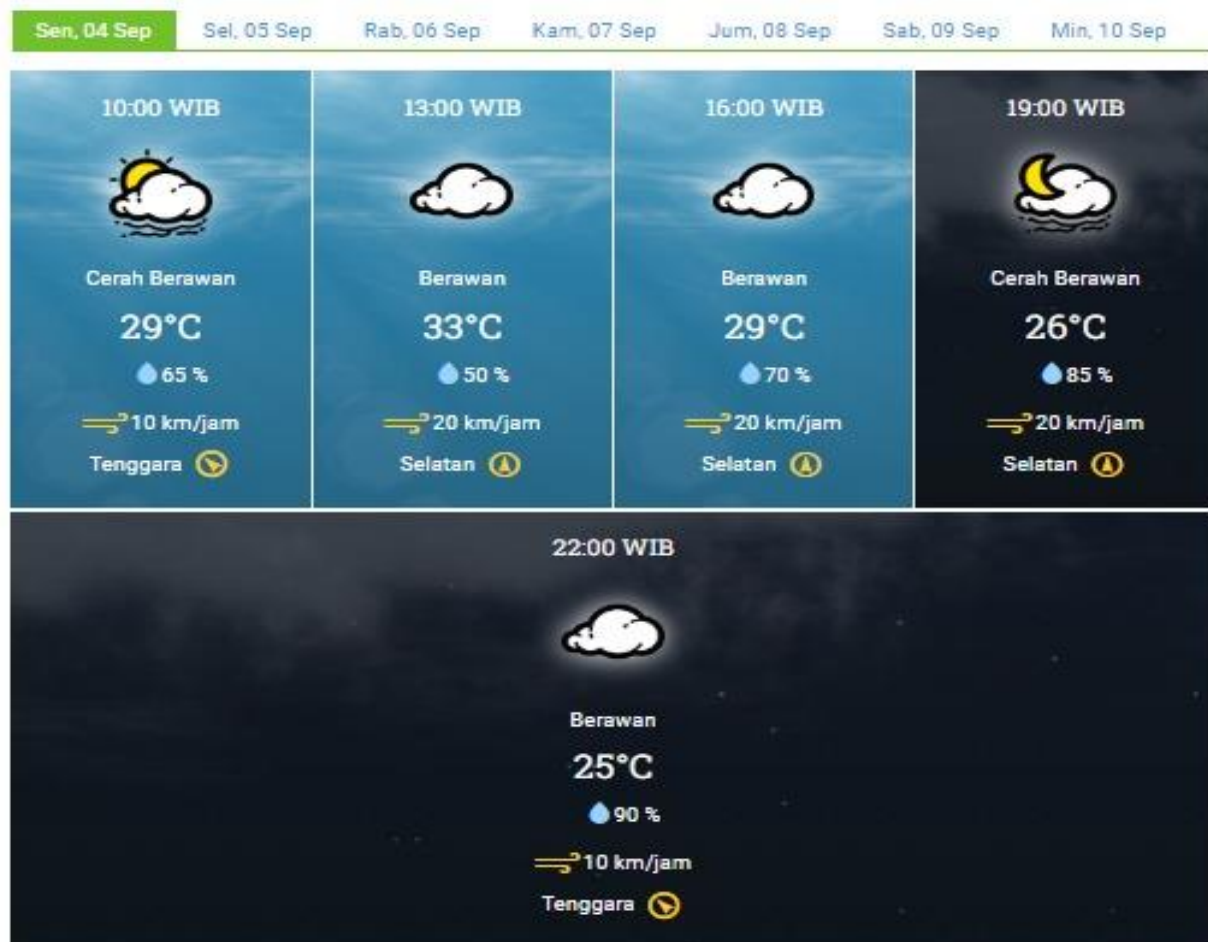 Sen, 04 Sep Sel, 05 Sep Rab, 06 Sep Kam, 07 Sep Jum, 08 Sep Sab, 09 Sep Min, 10 Sep
10:00 WIB
Cerah Berawan
29°C
65 %
10 km/jam
Tenggara
13:00 WIB
Berawan
33°C
50 %
20 km/jam
Selatan
16:00 WIB
Berawan
29°C
70 %
20 km/jam
Selatan
19:00 WIB
Cerah Berawan
26°C
85 %
20 km/jam
Selatan
22:00 WIB
Berawan
25°C
90 %
10 km/jam
Tenggara